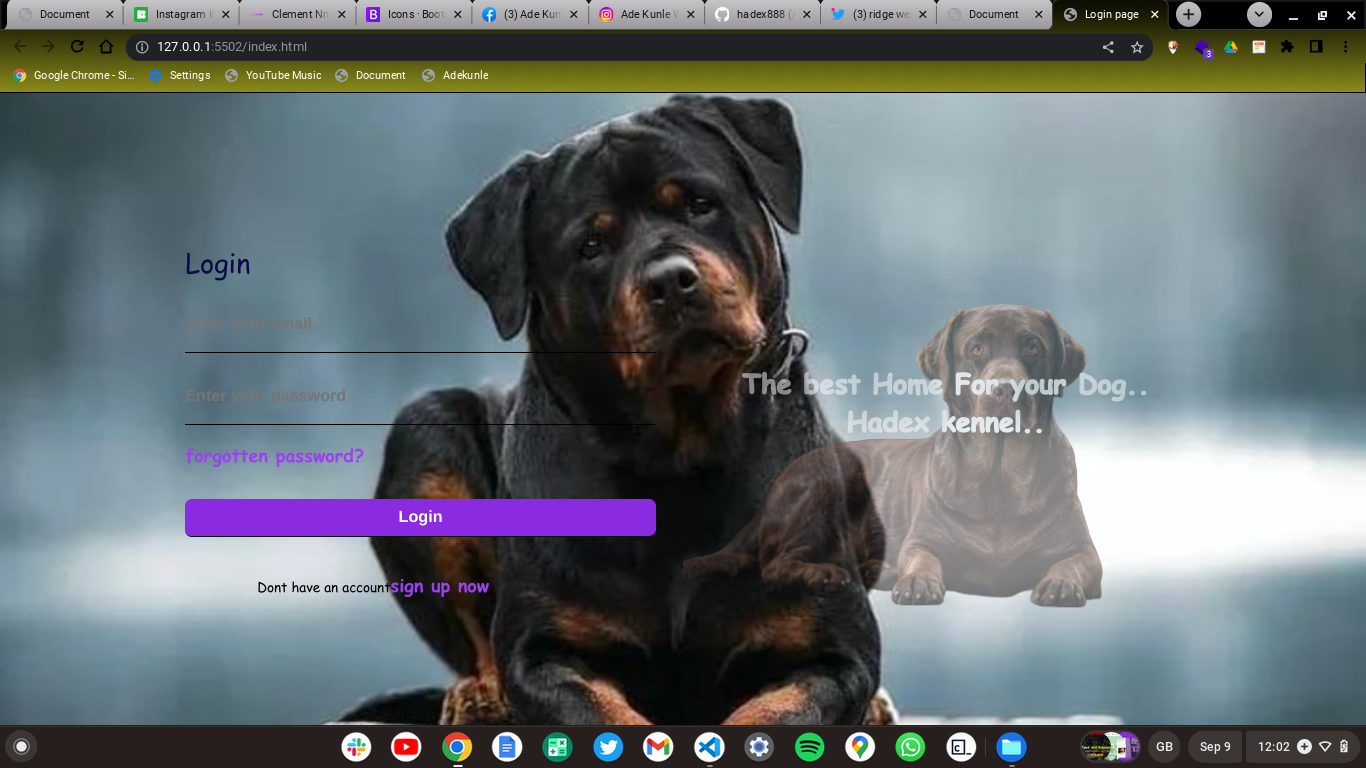 Document
Instagram l
Clement Nn
Icons · Boot
(3) Ade Kun
Ade Kunle W
hadex888 (
(3) ridge we
Document
Login page
127.0.0.1:5502/index.html
3
Google Chrome - Si...
Settings
YouTube Music
Document
Adekunle
Login
Enter your email
The best Home For your Dog..
Enter your password
Hadex kennel..
forgotten password?
Login
Dont have an accountsign up now
GB
Sep 9
12:02